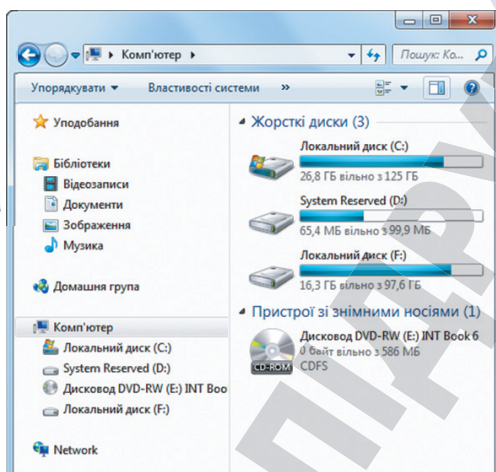 Комп'ютер
Пошук: Ко...
Упорядкувати
Властивості системи
»
Уподобання
Бібліотеки
Відеозаписи
Документи
Зображення
Музика
Домашня група
Комп'ютер
Локальний диск (C:)
System Reserved (D:)
Дисковод DVD-RW (E:) INT Boo
Локальний диск (F:)
Network
Жорсткі диски (3)
Локальний диск (C:)
26,8 ГБ вільно з 125 ГБ
System Reserved (D:)
65,4 МБ вільно з 99,9 МБ
Локальний диск (F:)
16,3 ГБ вільно з 97,6 ГБ
Пристрої зі знімними носіями (1)
Дисковод DVD-RW (E:) INT Book 6
0 байт вільно з 586 МБ
CDFS
CD-ROM